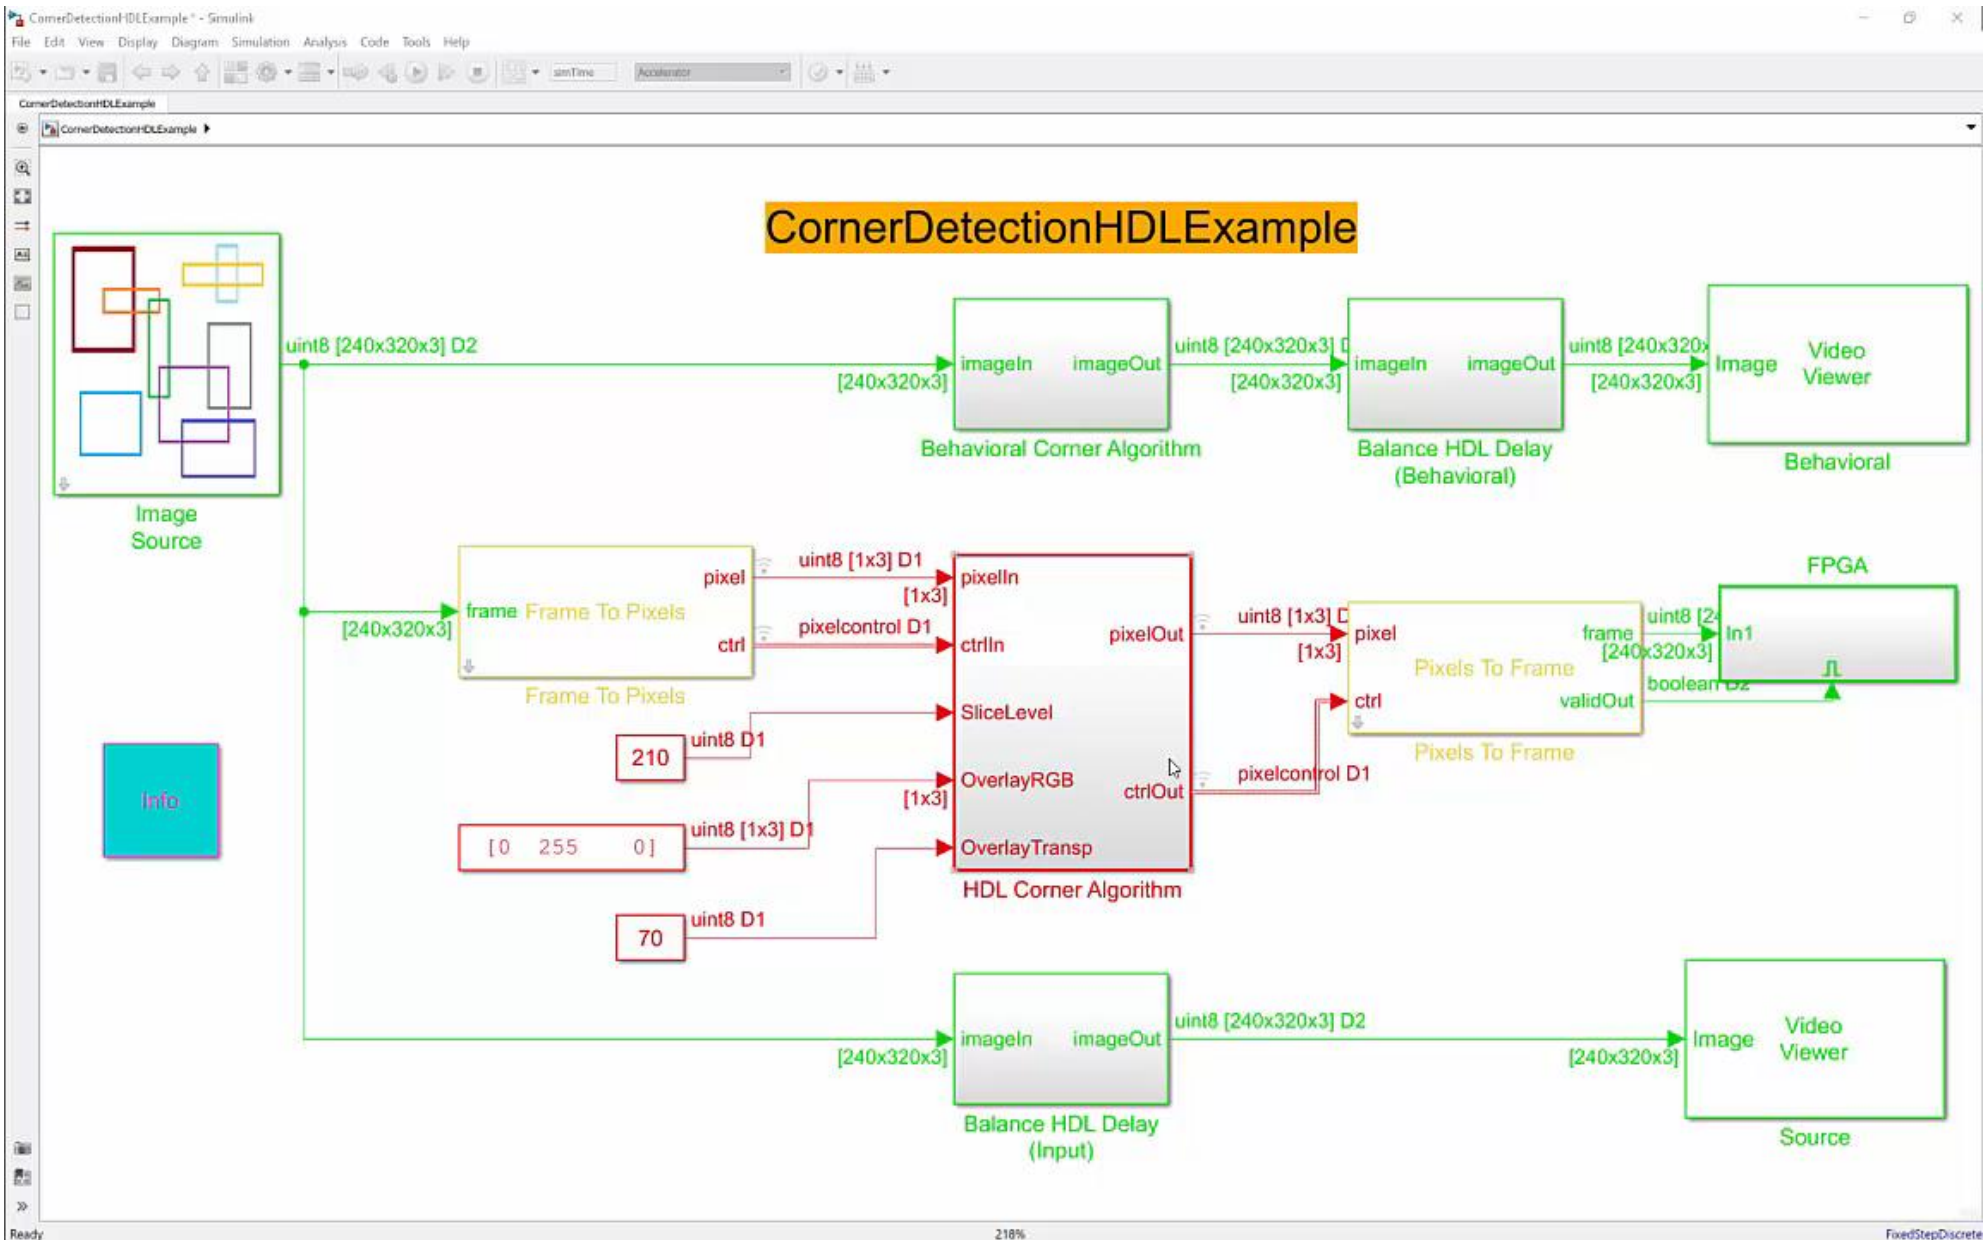 CornerDetectionHDLExample * - Simulink
File Edit View Display Diagram Simulation Analysis Code Tools Help
simTime Accelerator
CornerDetectionHDLExample
CornerDetectionHDLExample
CornerDetectionHDLExample
uint8 [240x320x3] D2
[240x320x3]
imageIn imageOut
Behavioral Corner Algorithm
uint8 [240x320x3]
[240x320x3]
imageIn imageOut
Balance HDL Delay
(Behavioral)
uint8 [240x320x
[240x320x3]
Image
Video
Viewer
Behavioral
Image
Source
[240x320x3]
frame
Frame To Pixels
pixel
ctrl
Frame To Pixels
uint8 [1x3] D1
[1x3]
pixelcontrol D1
210
uint8 D1
[0 255 0]
uint8 [1x3] D1
[1x3]
70
uint8 D1
pixelIn
ctrlIn
SliceLevel
OverlayRGB
OverlayTransp
pixelOut
ctrlOut
HDL Corner Algorithm
uint8 [1x3] D
[1x3]
pixelcontrol D1
pixel
ctrl
Pixels To Frame
frame
validOut
Pixels To Frame
uint8 [24
[240x320x3]
boolean D2
FPGA
In1
Info
[240x320x3]
imageIn imageOut
Balance HDL Delay
(Input)
uint8 [240x320x3] D2
[240x320x3]
Image
Video
Viewer
Source
Ready
218%
FixedStepDiscrete